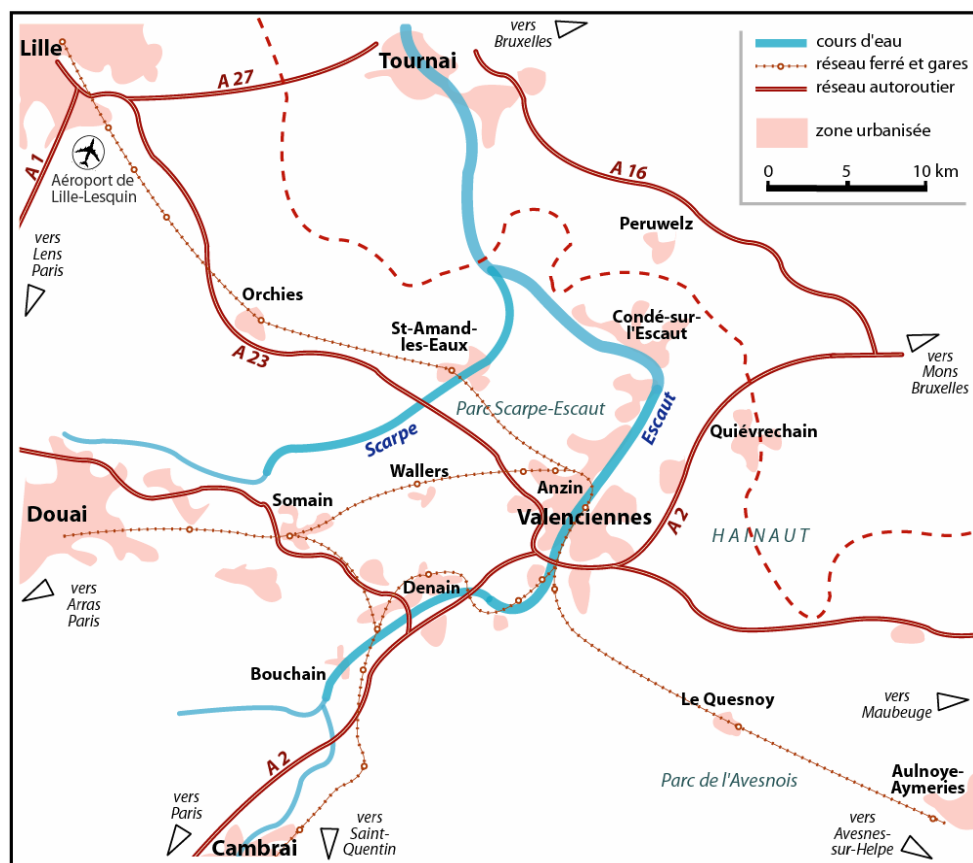 vers
Bruxelles
Lille
Tournai
cours d'eau
réseau ferré et gares
réseau autoroutier
zone urbanisée
0 5 10 km
A 27
A 1
Aéroport de
Lille-Lesquin
A 16
Peruwelz
vers
Lens
Paris
Orchies
St-Amand-
les-Eaux
Condé-sur-
l'Escaut
A 23
vers
Mons
Bruxelles
Parc Scarpe-Escaut
Escaut
Scarpe
Quiévrechain
Wallers
Somain
Anzin
Douai
Valenciennes
A 2
HAINAUT
vers
Arras
Paris
Denain
Bouchain
Le Quesnoy
vers
Maubeuge
A 2
Parc de l'Avesnois
Aulnoye-
Aymeries
vers
Paris
vers
Saint-
Quentin
vers
Avesnes-
sur-Helpe
Cambrai